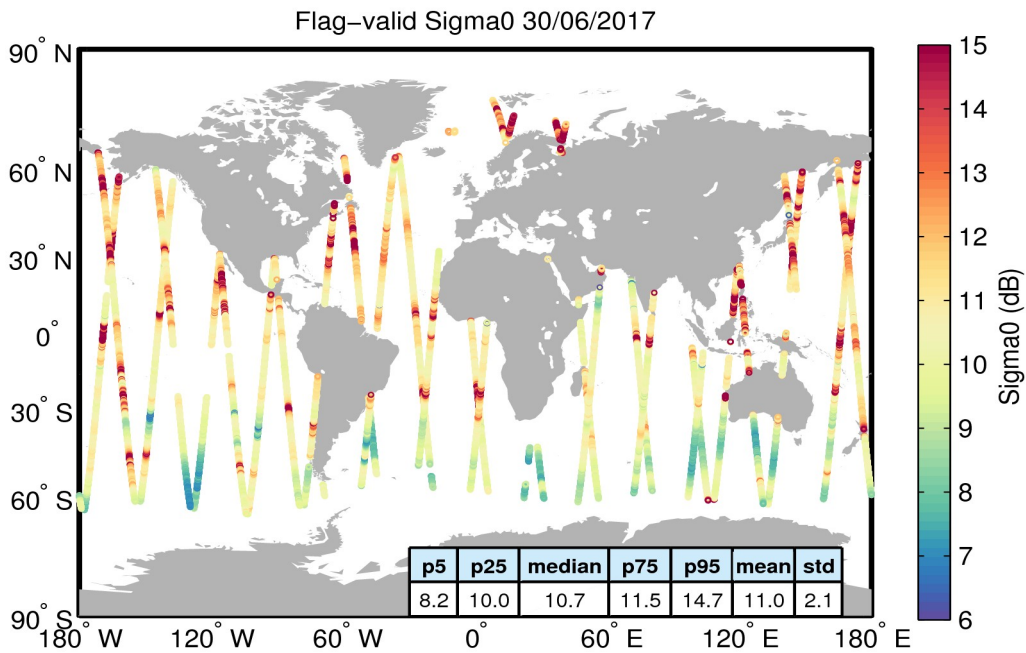 Flag−valid Sigma0 30/06/2017
90° N
60° N
30° N
0°
30° S
60° S
90° S
180° W
120° W
60° W
0°
60° E
120° E
180° E
p5 p25 median p75 p95 mean std
8.2 10.0 10.7 11.5 14.7 11.0 2.1
15
14
13
12
11
10
9
8
7
6
Sigma0 (dB)